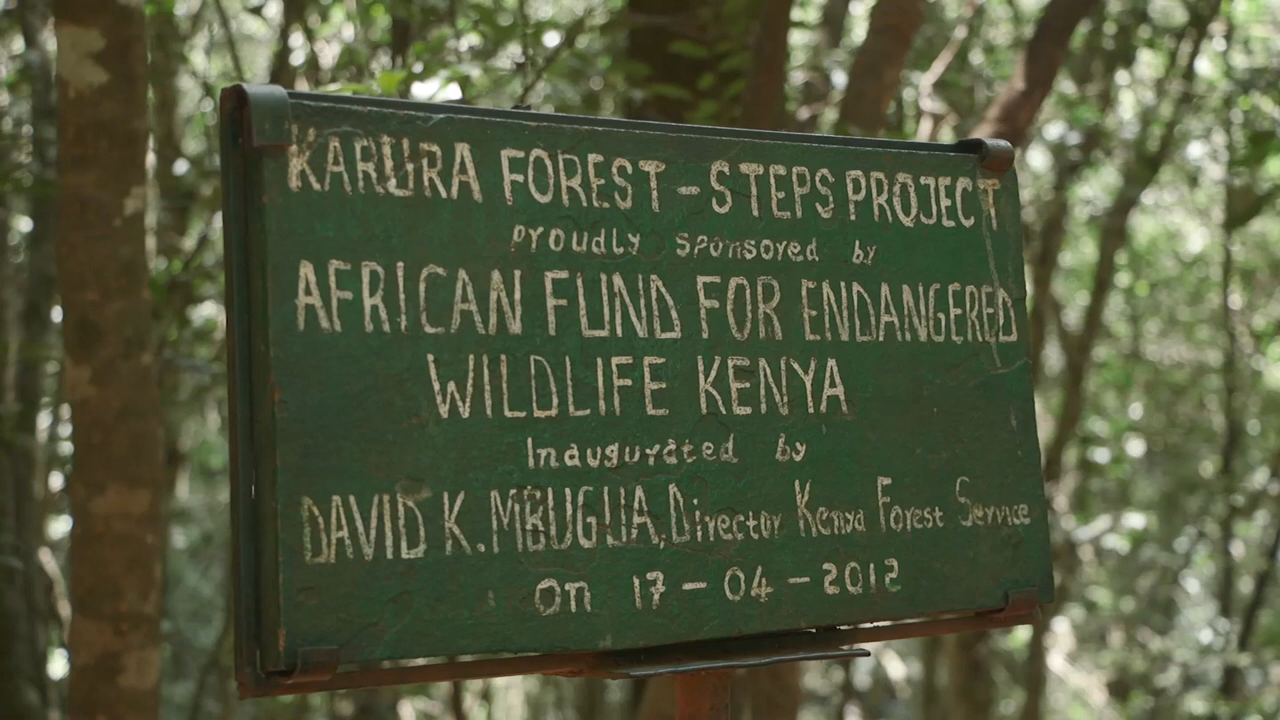 KARURA FOREST - STEPS PROJECT
proudly sponsored by
AFRICAN FUND FOR ENDANGERED
WILDLIFE KENYA
Inaugurated by
DAVID K. MBUGUA, Director Kenya Forest Service
on 17 - 04 - 2012